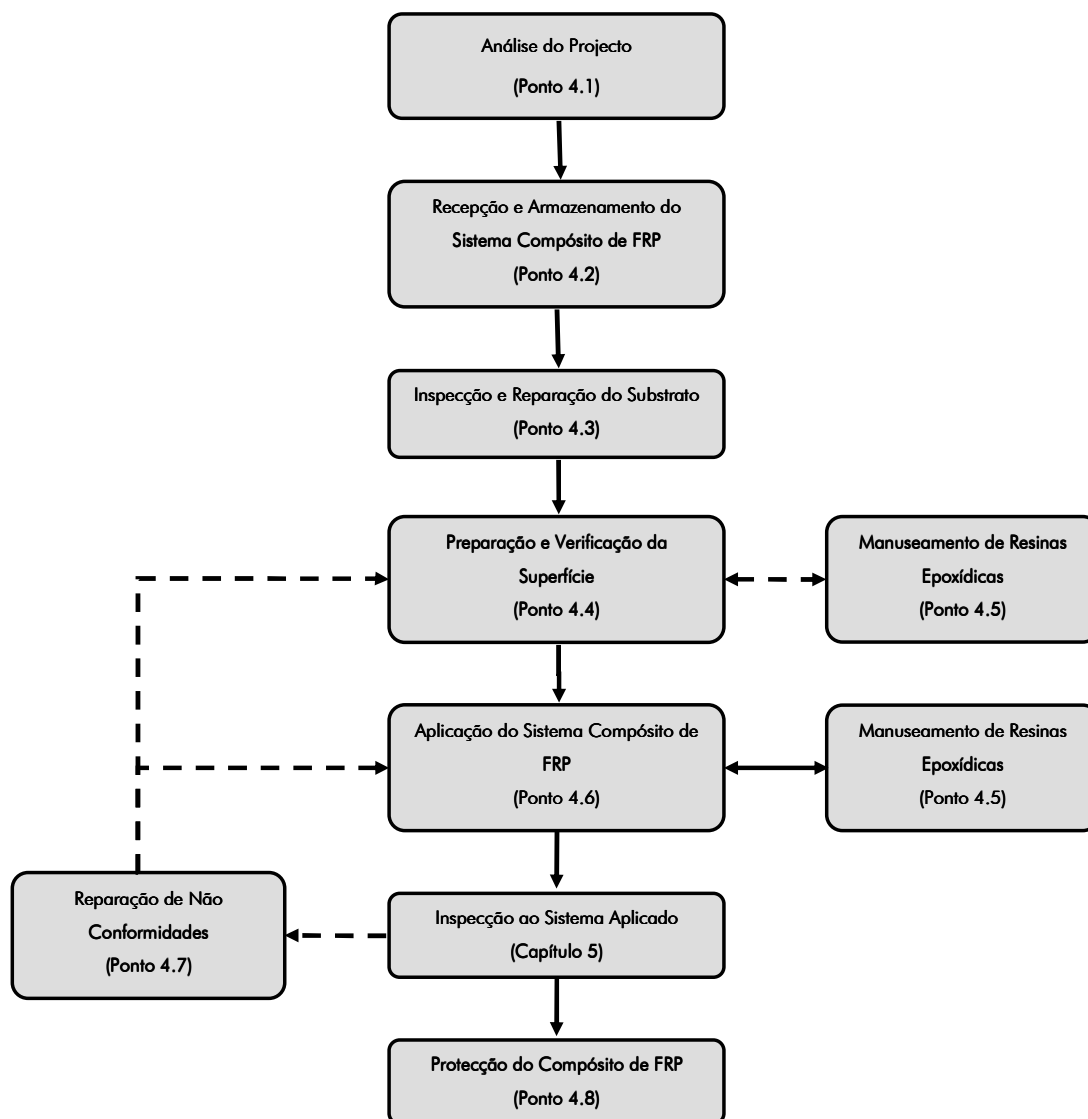 Análise do Projecto
(Ponto 4.1)
Recepção e Armazenamento do
Sistema Compósito de FRP
(Ponto 4.2)
Inspecção e Reparação do Substrato
(Ponto 4.3)
Preparação e Verificação da
Superfície
(Ponto 4.4)
Manuseamento de Resinas
Epoxídicas
(Ponto 4.5)
Aplicação do Sistema Compósito de
FRP
(Ponto 4.6)
Manuseamento de Resinas
Epoxídicas
(Ponto 4.5)
Reparação de Não
Conformidades
(Ponto 4.7)
Inspecção ao Sistema Aplicado
(Capítulo 5)
Protecção do Compósito de FRP
(Ponto 4.8)